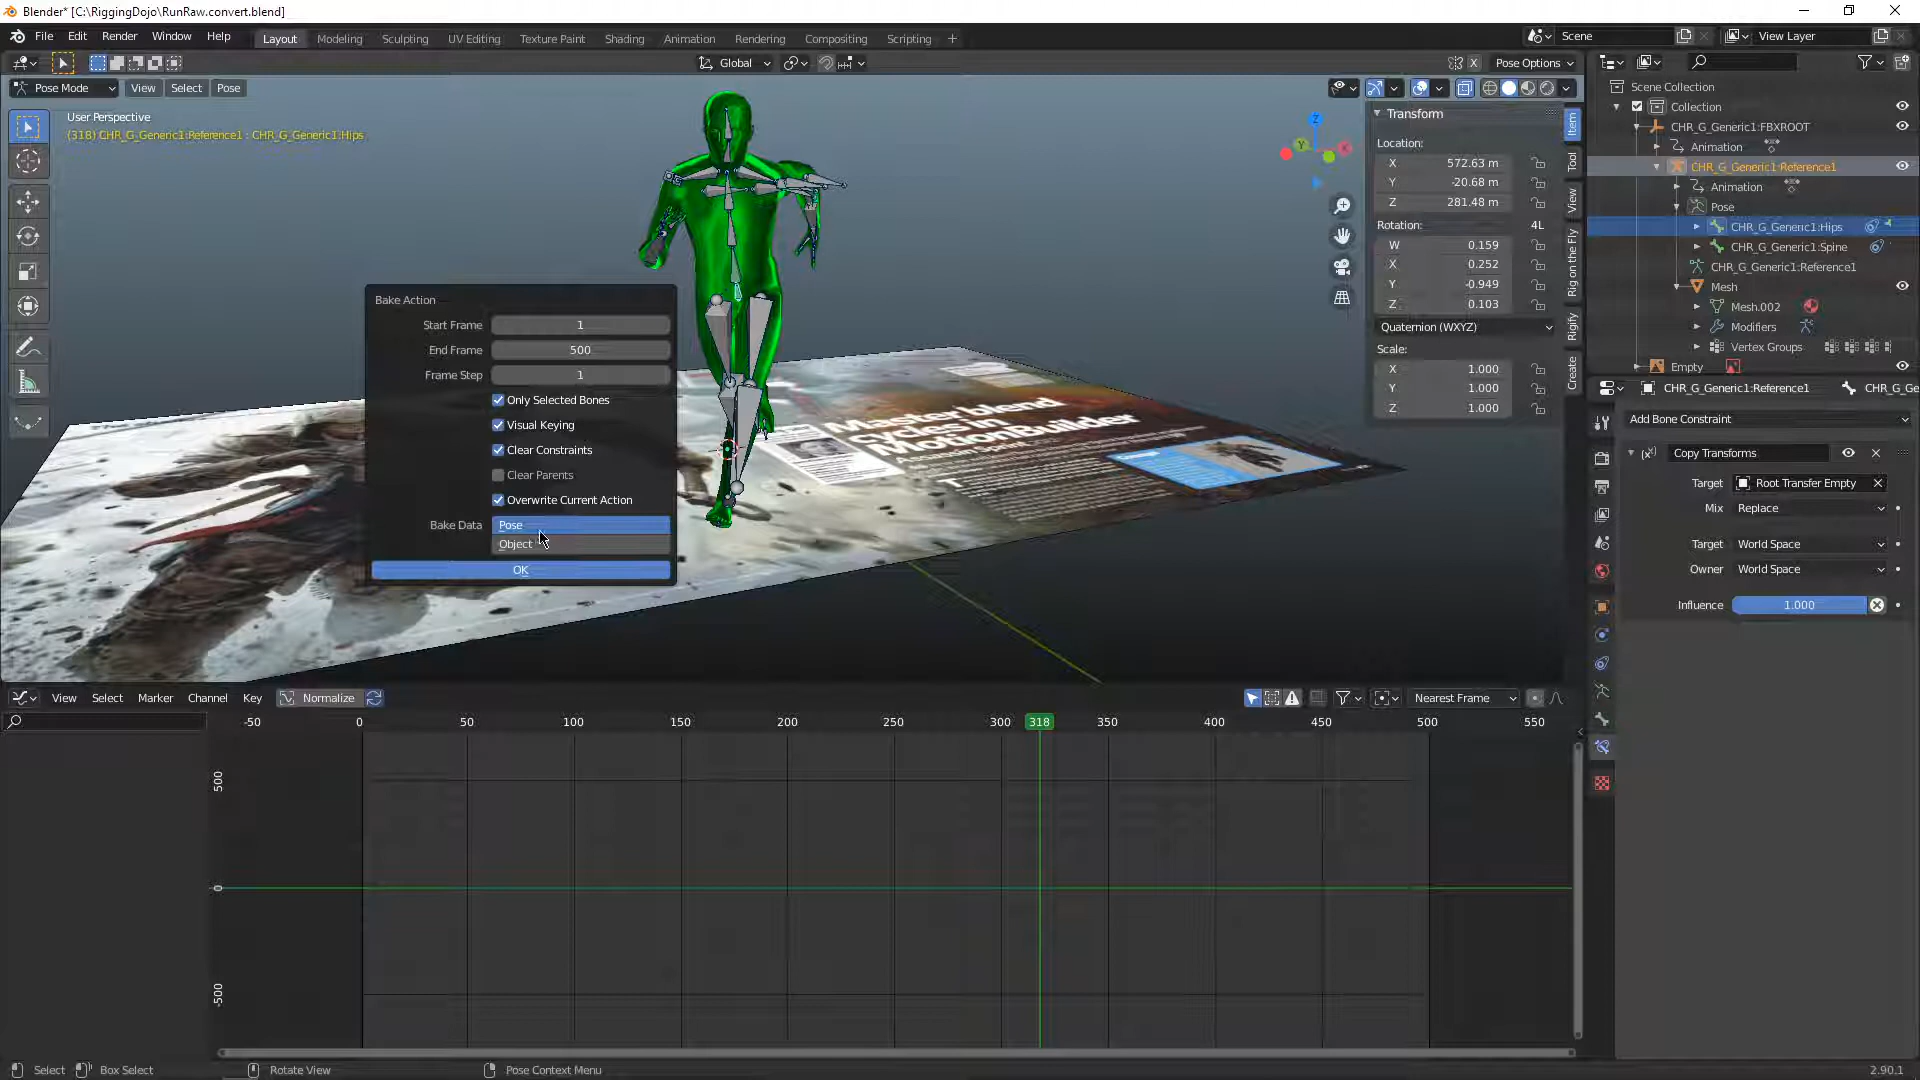 Blender* [C:\RiggingDojo\RunRaw.convert.blend]
File Edit Render Window Help Layout Modeling Sculpting UV Editing Texture Paint Shading Animation Rendering Compositing Scripting + Scene View Layer
Global X Pose Options
Pose Mode View Select Pose
User Perspective
(318) CHR_G_Generic1:Reference1 : CHR_G_Generic1:Hips
Z
Y
X
Transform
Location:
X 572.63 m
Y -20.68 m
Z 281.48 m
Rotation: 4L
W 0.159
X 0.252
Y -0.949
Z 0.103
Quaternion (WXYZ)
Scale:
X 1.000
Y 1.000
Z 1.000
Item
Tool
View
Rig on the Fly
Rigify
Create
Scene Collection
Collection
CHR_G_Generic1:FBXROOT
Animation
CHR_G_Generic1:Reference1
Animation
Pose
CHR_G_Generic1:Hips
CHR_G_Generic1:Spine
CHR_G_Generic1:Reference1
Mesh
Mesh.002
Modifiers
Vertex Groups
Empty
CHR_G_Generic1:Reference1 CHR_G_Ge
Add Bone Constraint
Copy Transforms
Target Root Transfer Empty
Mix Replace
Target World Space
Owner World Space
Influence 1.000
Bake Action
Start Frame 1
End Frame 500
Frame Step 1
Only Selected Bones
Visual Keying
Clear Constraints
Clear Parents
Overwrite Current Action
Bake Data Pose
Object
OK
Master blend
MotionBuilder
View Select Marker Channel Key Normalize Nearest Frame
-50 0 50 100 150 200 250 300 318 350 400 450 500 550
500
0
-500
Select Box Select Rotate View Pose Context Menu 2.90.1